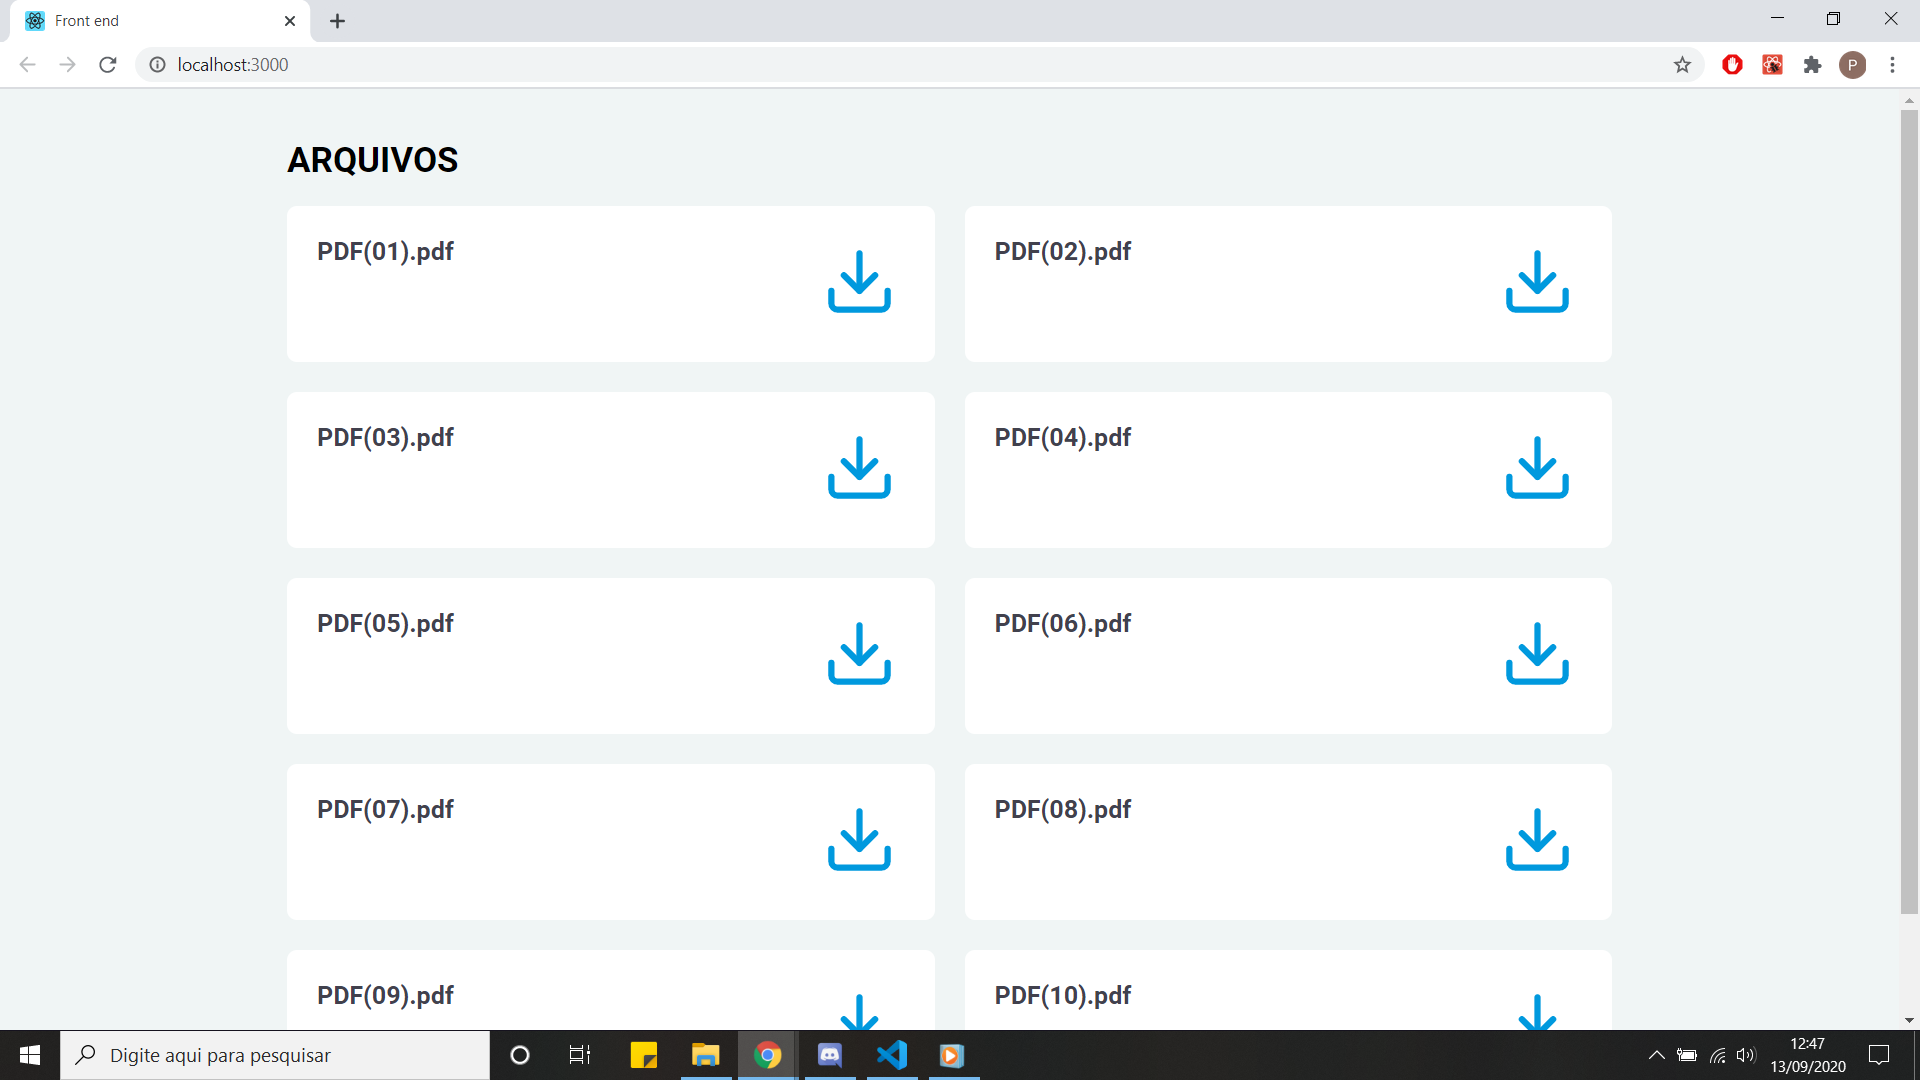 Front end
localhost:3000
P
ARQUIVOS
PDF(01).pdf
PDF(02).pdf
PDF(03).pdf
PDF(04).pdf
PDF(05).pdf
PDF(06).pdf
PDF(07).pdf
PDF(08).pdf
PDF(09).pdf
PDF(10).pdf
Digite aqui para pesquisar
12:47
13/09/2020